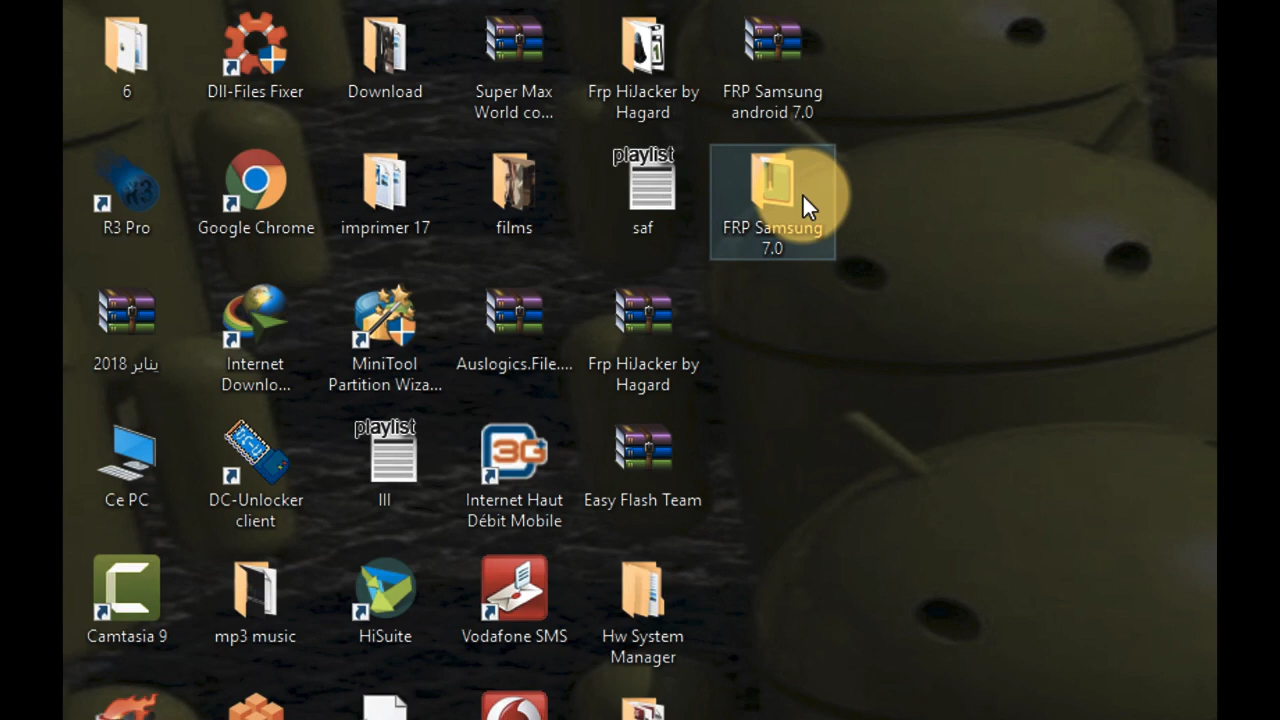 6
Dll-Files Fixer
Download
Super Max
World co...
Frp HiJacker by
Hagard
FRP Samsung
android 7.0
R3 Pro
Google Chrome
imprimer 17
films
playlist
saf
FRP Samsung
7.0
يناير 2018
Internet
Downlo...
MiniTool
Partition Wiza...
Auslogics.File....
Frp HiJacker by
Hagard
Ce PC
DC-Unlocker
client
playlist
lll
3G
Internet Haut
Débit Mobile
Easy Flash Team
Camtasia 9
mp3 music
HiSuite
Vodafone SMS
Hw System
Manager